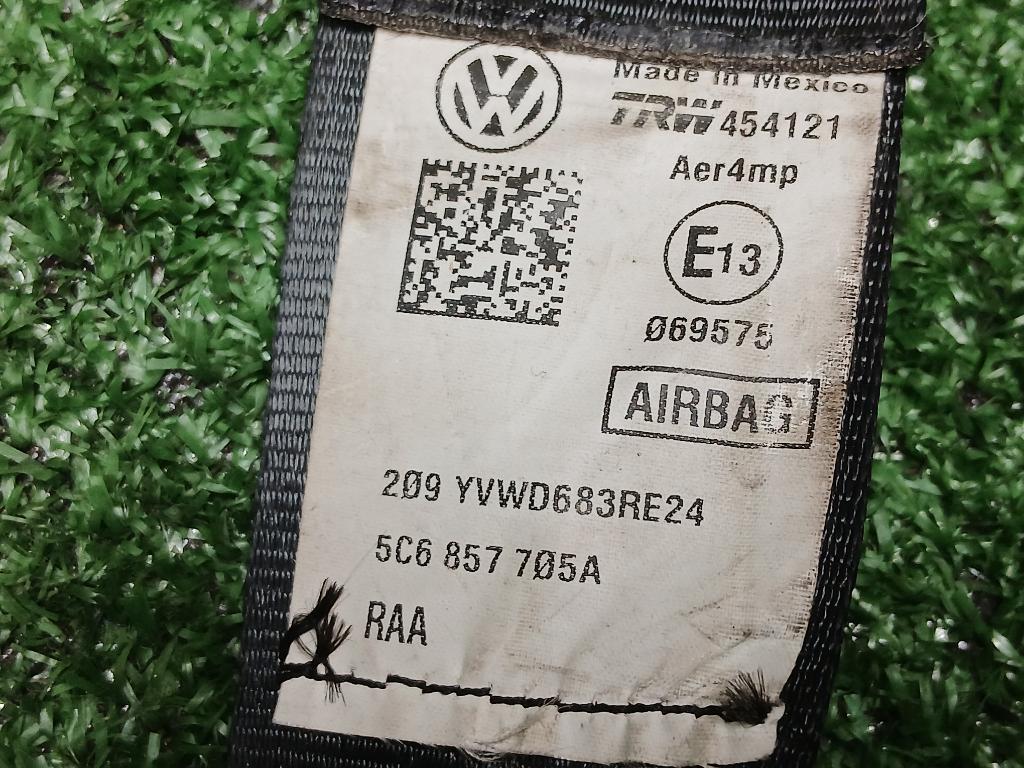 Made in Mexico
TRW 454121
Aer4mp
E13
Ø69575
AIRBAG
2Ø9 YVWD683RE24
5C6 857 7Ø5A
RAA